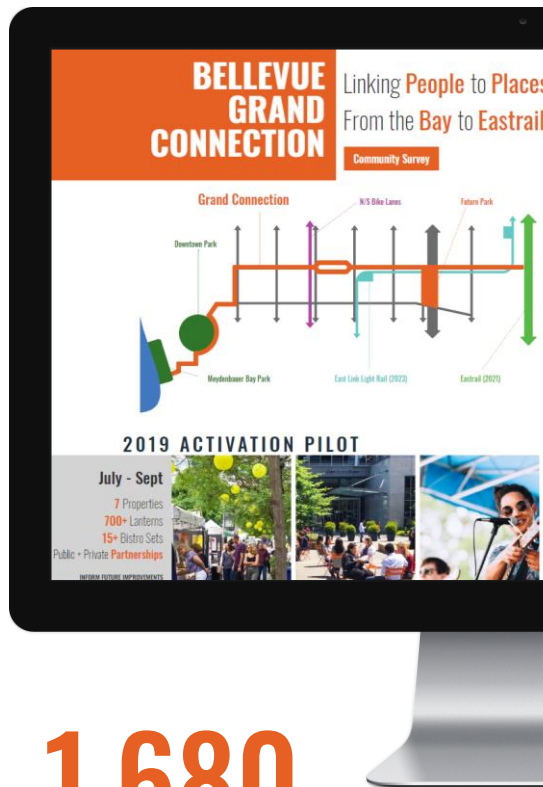 BELLEVUE
GRAND
CONNECTION
Linking People to Places
From the Bay to Eastrail
Community Survey
Grand Connection
N/S Bike Lanes
Future Park
Downtown Park
Meydenbauer Bay Park
East Link Light Rail (2023)
Eastrail (2021)
2019 ACTIVATION PILOT
July - Sept
7 Properties
700+ Lanterns
15+ Bistro Sets
Public + Private Partnerships
INFORM FUTURE IMPROVEMENTS
1,680